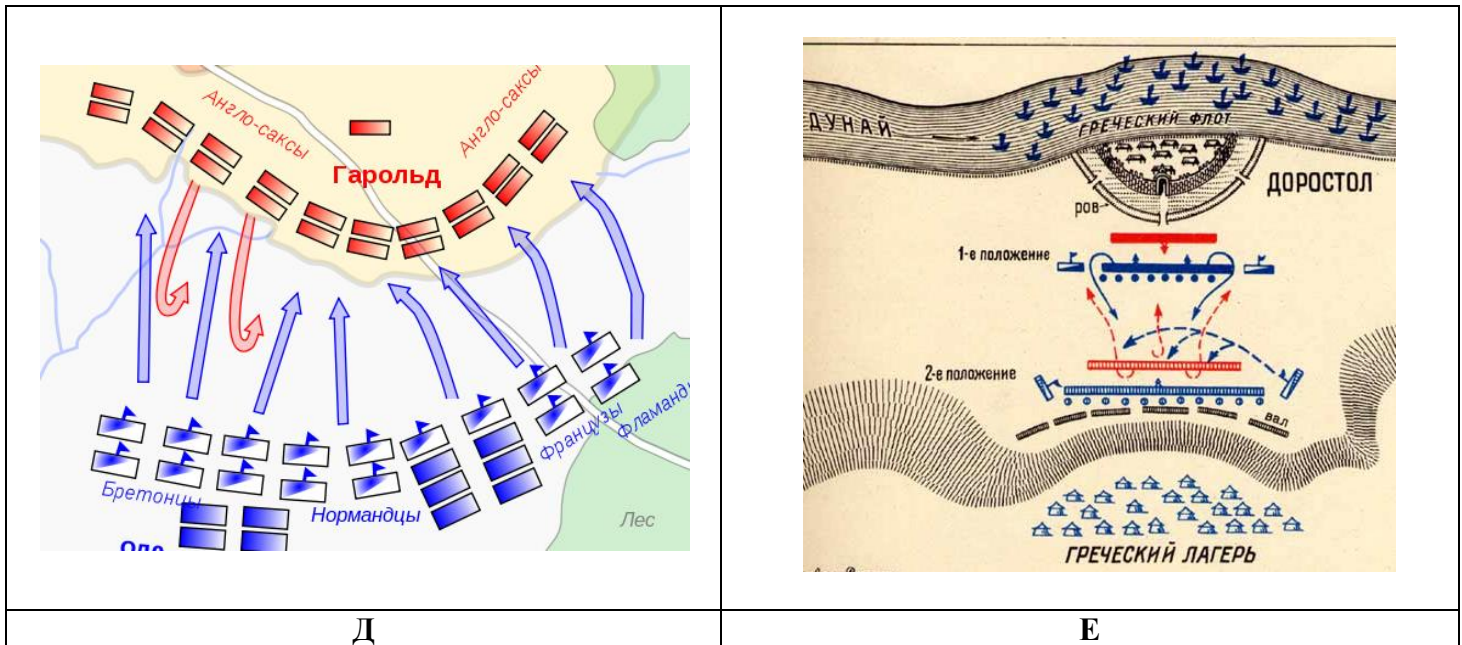 Англо-саксы
Гарольд
Англо-саксы
Бретонцы
Нормандцы
Французы
Лес
ДУНАЙ
ГРЕЧЕСКИЙ ФЛОТ
ДОРОСТОЛ
ров
1-е положение
2-е положение
вал
ГРЕЧЕСКИЙ ЛАГЕРЬ
Д
Е